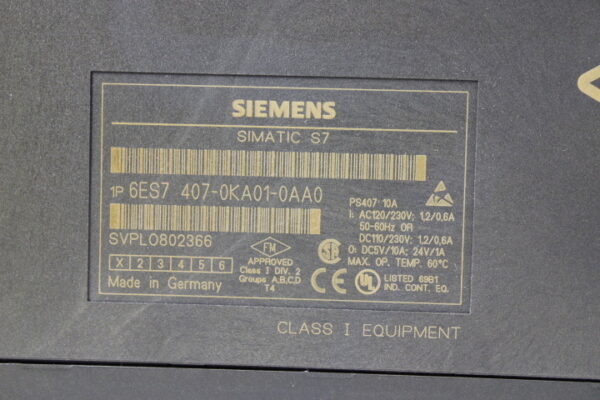 SIEMENS
SIMATIC S7
1P 6ES7 407-0KA01-0AA0
SVPL0802366
X 2 3 4 5 6
Made in Germany
FM
APPROVED
Class I DIV. 2
Groups A,B,C,D
T4
PS407 10A
I: AC120/230V; 1,2/0,6A
50-60Hz OR
DC110/230V; 1,2/0,6A
O: DC5V/10A; 24V/1A
MAX. OP. TEMP. 60°C
CE
UL
LISTED 69B1
IND. CONT. EQ.
CLASS I EQUIPMENT